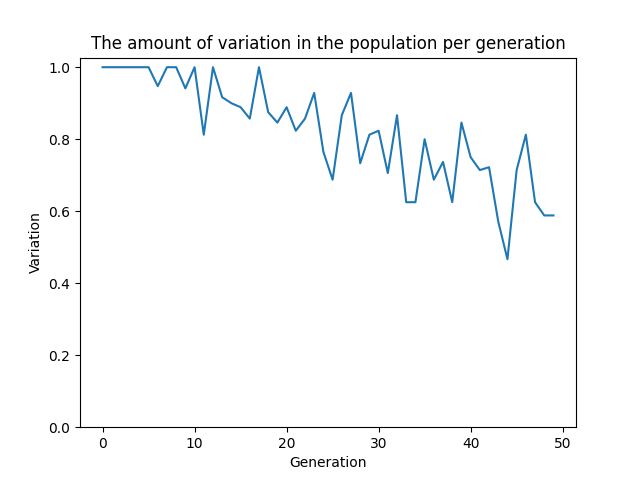 The amount of variation in the population per generation
1.0
0.8
0.6
0.4
0.2
0.0
Variation
0 10 20 30 40 50
Generation